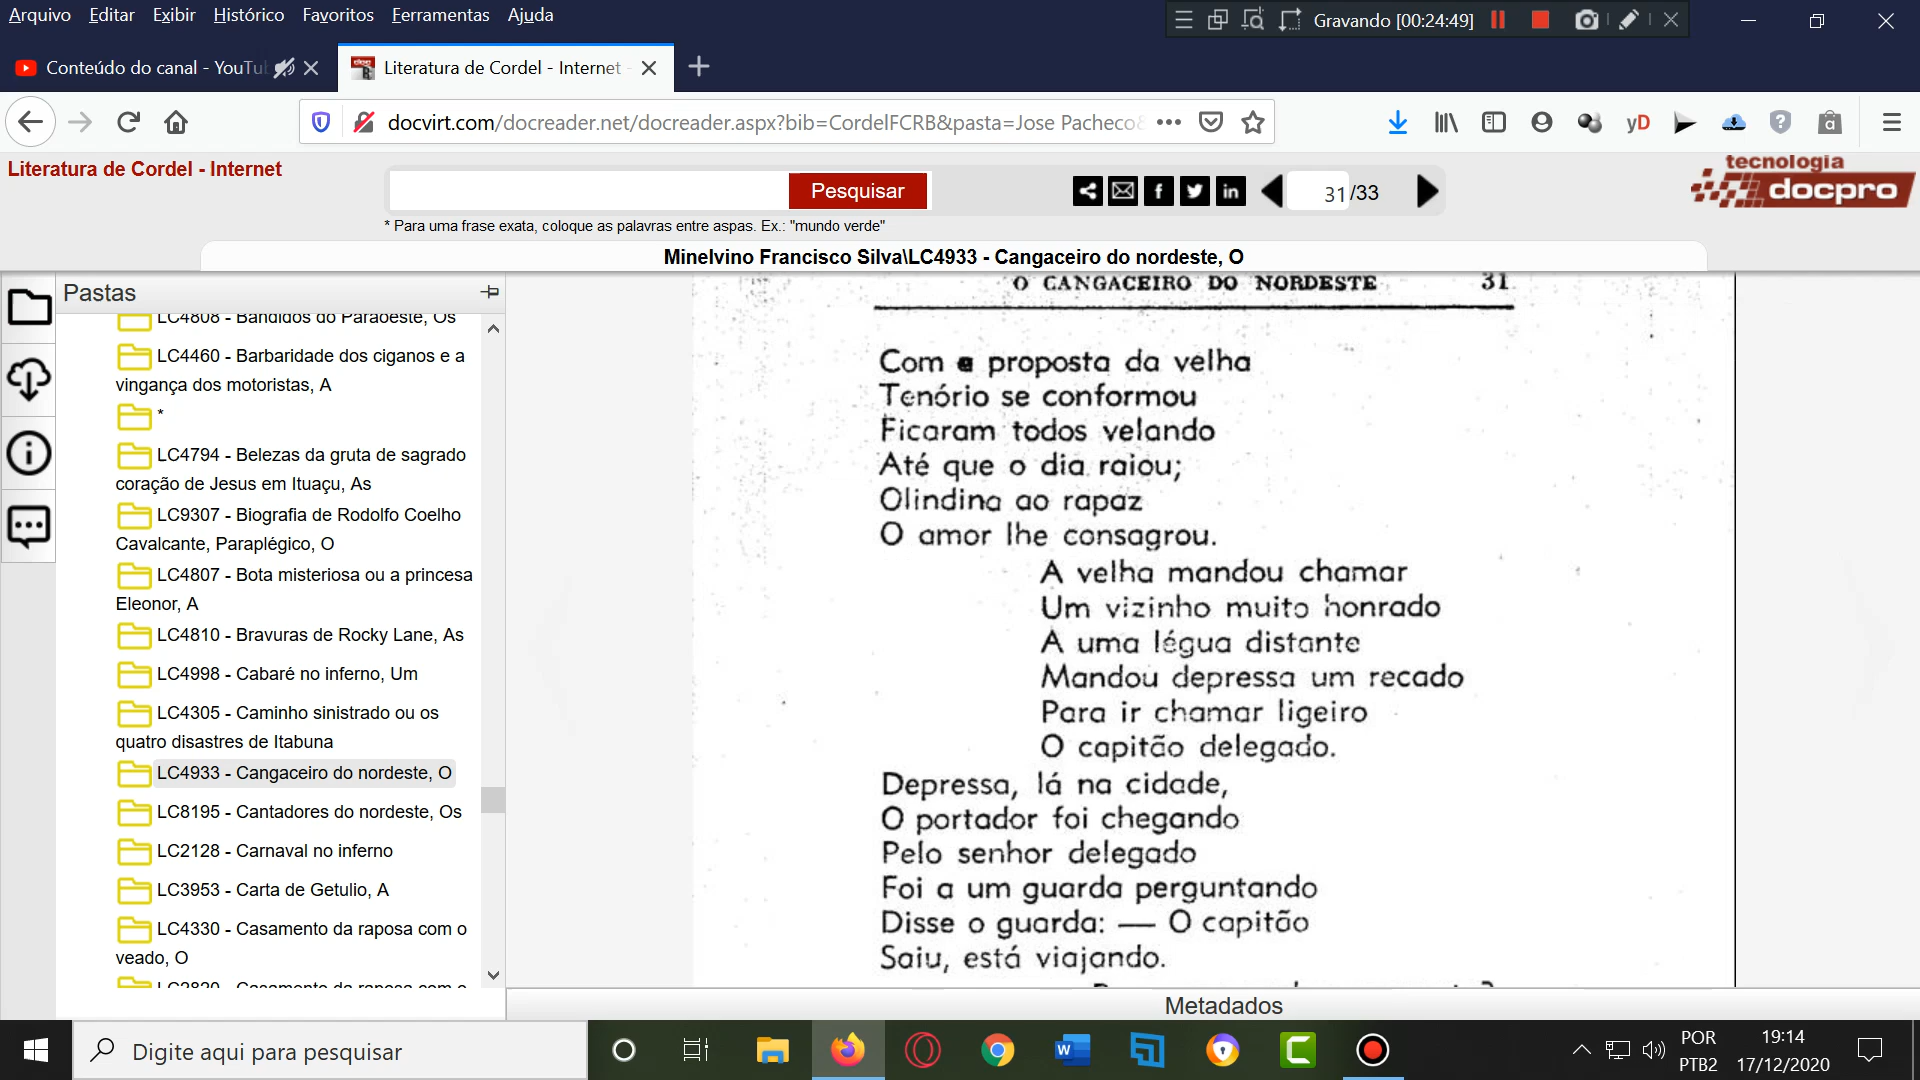 Arquivo Editar Exibir Histórico Favoritos Ferramentas Ajuda
Gravando [00:24:49]
Conteúdo do canal - YouTu
Literatura de Cordel - Internet -
docvirt.com/docreader.net/docreader.aspx?bib=CordelFCRB&pasta=Jose Pacheco&
Literatura de Cordel - Internet
Pesquisar
31/33
tecnologia
docpro
* Para uma frase exata, coloque as palavras entre aspas. Ex.: "mundo verde"
Minelvino Francisco Silva\LC4933 - Cangaceiro do nordeste, O
Pastas
LC4808 - Bandidos do Paraoeste, Os
LC4460 - Barbaridade dos ciganos e a
vingança dos motoristas, A
*
LC4794 - Belezas da gruta de sagrado
coração de Jesus em Ituaçu, As
LC9307 - Biografia de Rodolfo Coelho
Cavalcante, Paraplégico, O
LC4807 - Bota misteriosa ou a princesa
Eleonor, A
LC4810 - Bravuras de Rocky Lane, As
LC4998 - Cabaré no inferno, Um
LC4305 - Caminho sinistrado ou os
quatro disastres de Itabuna
LC4933 - Cangaceiro do nordeste, O
LC8195 - Cantadores do nordeste, Os
LC2128 - Carnaval no inferno
LC3953 - Carta de Getulio, A
LC4330 - Casamento da raposa com o
veado, O
LC2820 - Casamento da raposa com o
O CANGACEIRO DO NORDESTE 31
Com a proposta da velha
Tenório se conformou
Ficaram todos velando
Até que o dia raiou;
Olindina ao rapaz
O amor lhe consagrou.
A velha mandou chamar
Um vizinho muito honrado
A uma légua distante
Mandou depressa um recado
Para ir chamar ligeiro
O capitão delegado.
Depressa, lá na cidade,
O portador foi chegando
Pelo senhor delegado
Foi a um guarda perguntando
Disse o guarda: — O capitão
Saiu, está viajando.
Metadados
Digite aqui para pesquisar
POR
PTB2
19:14
17/12/2020